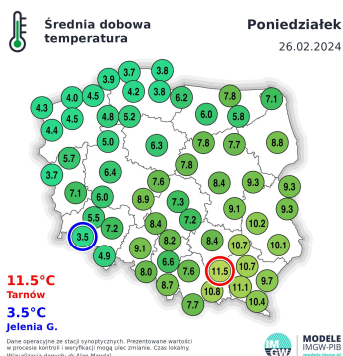 Średnia dobowa
temperatura
Poniedziałek
26.02.2024
3.9 3.7 3.8
4.3 4.0 4.5 4.2 3.8 6.2 7.8 7.1
4.4 4.5 4.8 5.2 6.0 5.8
5.0 6.3 7.8 7.7 8.8
5.7 7.8
3.7 6.4 7.6 8.4 9.3 9.3
7.1 6.0 8.9 7.3 9.1 9.3
5.5 7.2 8.4 7.2 10.2
3.5 9.1 8.2 8.4 10.7 10.1
4.9 8.0 6.6 7.6 11.5 10.7
8.7 10.8 11.1 9.7
7.7 10.4
11.5°C
Tarnów
3.5°C
Jelenia G.
Dane operacyjne ze stacji synoptycznych. Prezentowane wartości
w procesie kontroli i weryfikacji mogą ulec zmianie. Czas lokalny.
IM
GW
MODELE
IMGW-PIB